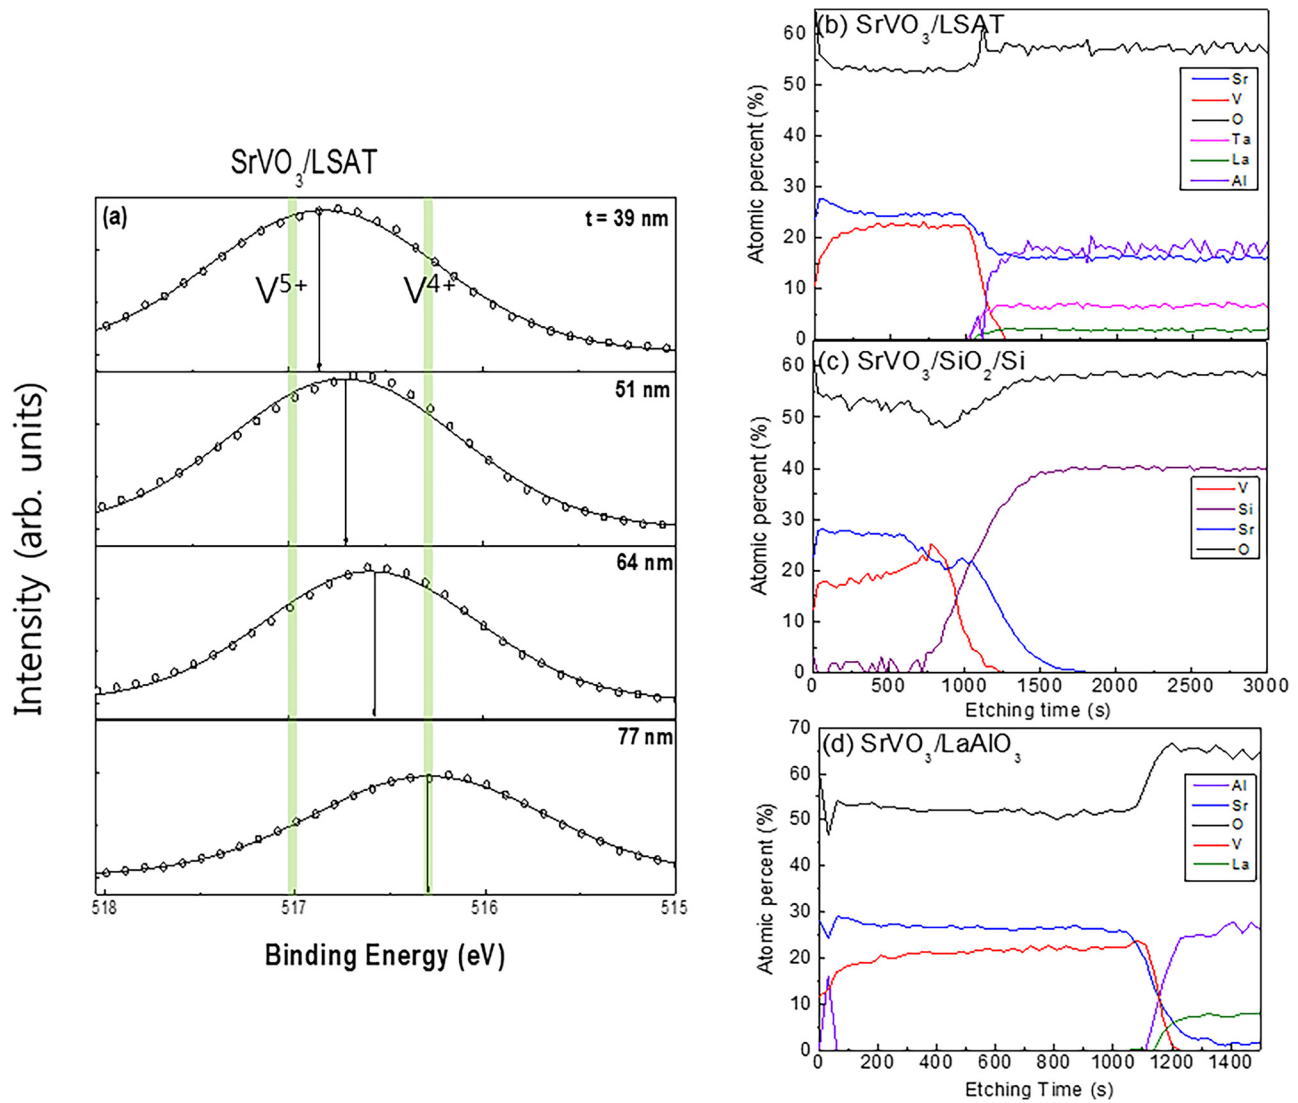 SrVO3/LSAT
(a)
t = 39 nm
V5+
V4+
51 nm
64 nm
77 nm
518
517
516
515
Binding Energy (eV)
Intensity (arb. units)
(b) SrVO3/LSAT
60
50
40
30
20
10
0
Atomic percent (%)
Sr
V
O
Ta
La
Al
(c) SrVO3/SiO2/Si
60
50
40
30
20
10
0
Atomic percent (%)
V
Si
Sr
O
0
500
1000
1500
2000
2500
3000
Etching time (s)
(d) SrVO3/LaAlO3
70
60
50
40
30
20
10
0
Atomic percent (%)
Al
Sr
O
V
La
0
200
400
600
800
1000
1200
1400
Etching Time (s)